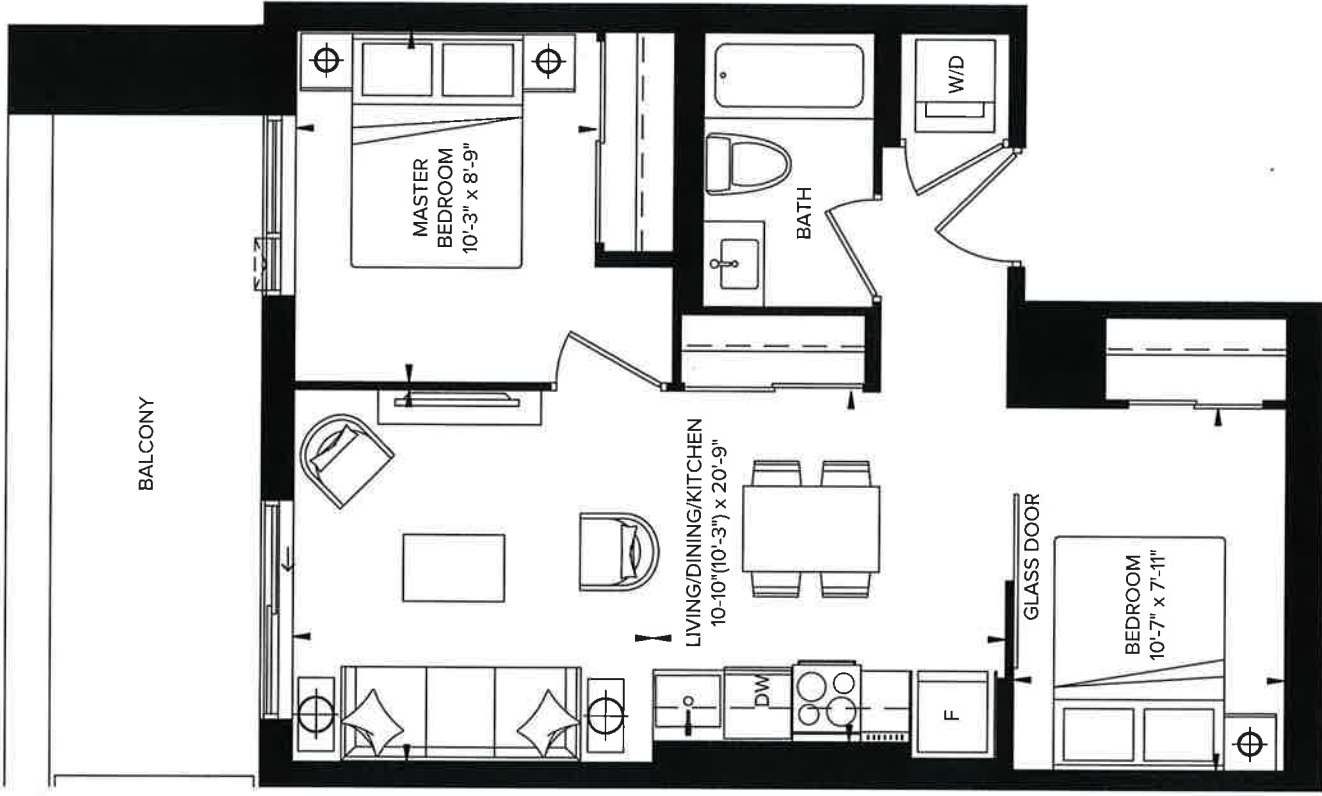 BALCONY
MASTER
BEDROOM
10'-3" x 8'-9"
BATH
W/D
LIVING/DINING/KITCHEN
10-10"(10'-3") x 20'-9"
GLASS DOOR
BEDROOM
10'-7" x 7'-11"
DW
F